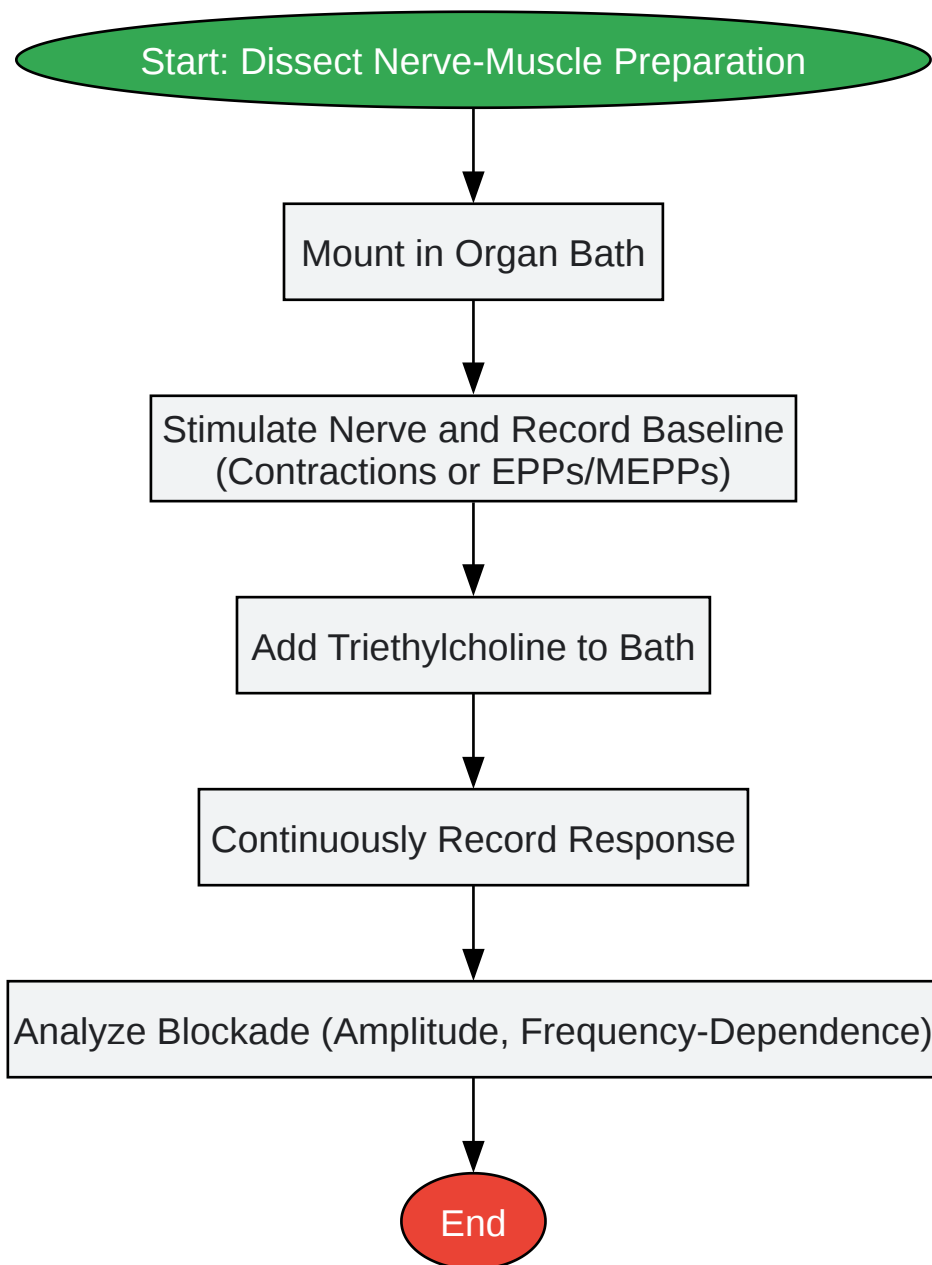 Start: Dissect Nerve-Muscle Preparation
Mount in Organ Bath
Stimulate Nerve and Record Baseline
(Contractions or EPPs/MEPPs)
Add Triethylcholine to Bath
Continuously Record Response
Analyze Blockade (Amplitude, Frequency-Dependence)
End